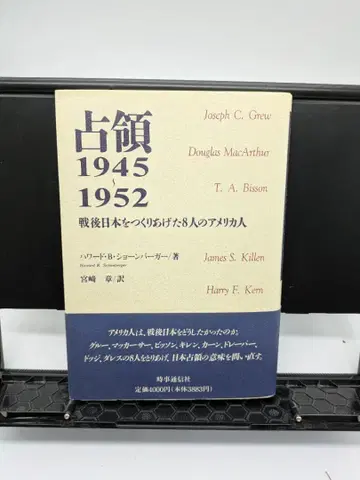 占領
1945
〜
1952
戦後日本をつくりあげた8人のアメリカ人
ハワード・B・ショーンバーガー/著
Howard B. Schonberger
宮﨑 章/訳
Joseph C. Grew
Douglas MacArthur
T. A. Bisson
James S. Killen
Harry F. Kern
アメリカ人は、戦後日本をどうしたかったのか。
グルー、マッカーサー、ビッソン、キレン、カーン、ドレーパー、
ドッジ、ダレスの8人をとりあげ、日本占領の意味を問い直す。
時事通信社
定価4000円(本体3883円)